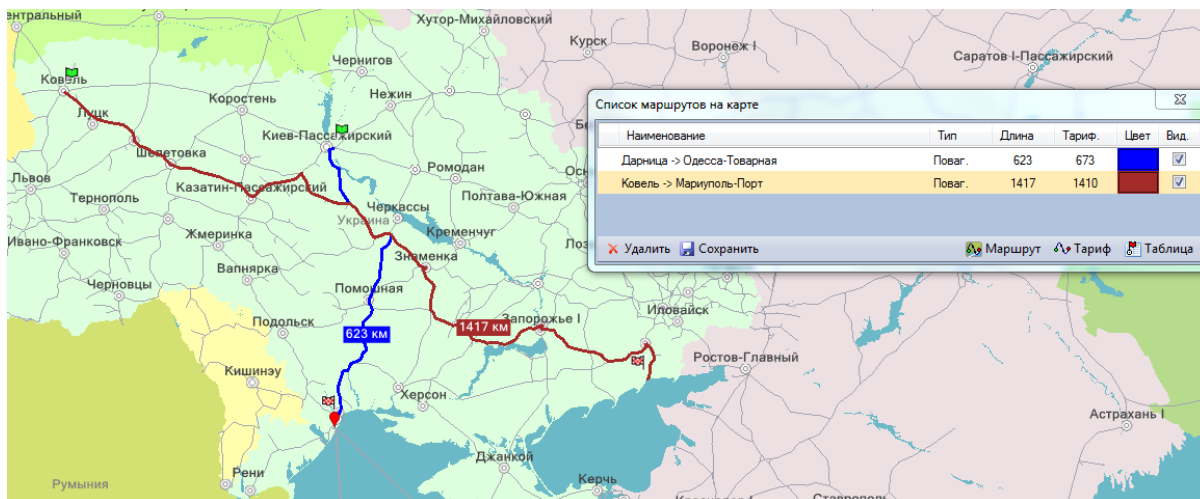 ентральный
Хутор-Михайловский
Курск
Воронеж I
Саратов I-Пассажирский
Чернигов
Ковель
Нежин
Коростень
Луцк
Киев-Пассажирский
Шепетовка
Ромодан
Львов
Казатин-Пассажирский
Тернополь
Полтава-Южная
Черкассы
Украина
Ивано-Франковск
Жмеринка
Кременчуг
Лоз
Знаменка
Вапнярка
Черновцы
Помошная
Иловайск
Подольск
623 км
1417 км
Запорожье I
Ростов-Главный
Кишинэу
Херсон
Астрахань I
Джанкой
Рени
Румыния
Керчь
Ставрополь
Список маршрутов на карте
Наименование Тип Длина Тариф. Цвет Вид.
Дарница -> Одесса-Товарная Поваг. 623 673
Ковель -> Мариуполь-Порт Поваг. 1417 1410
Удалить Сохранить Маршрут Тариф Таблица